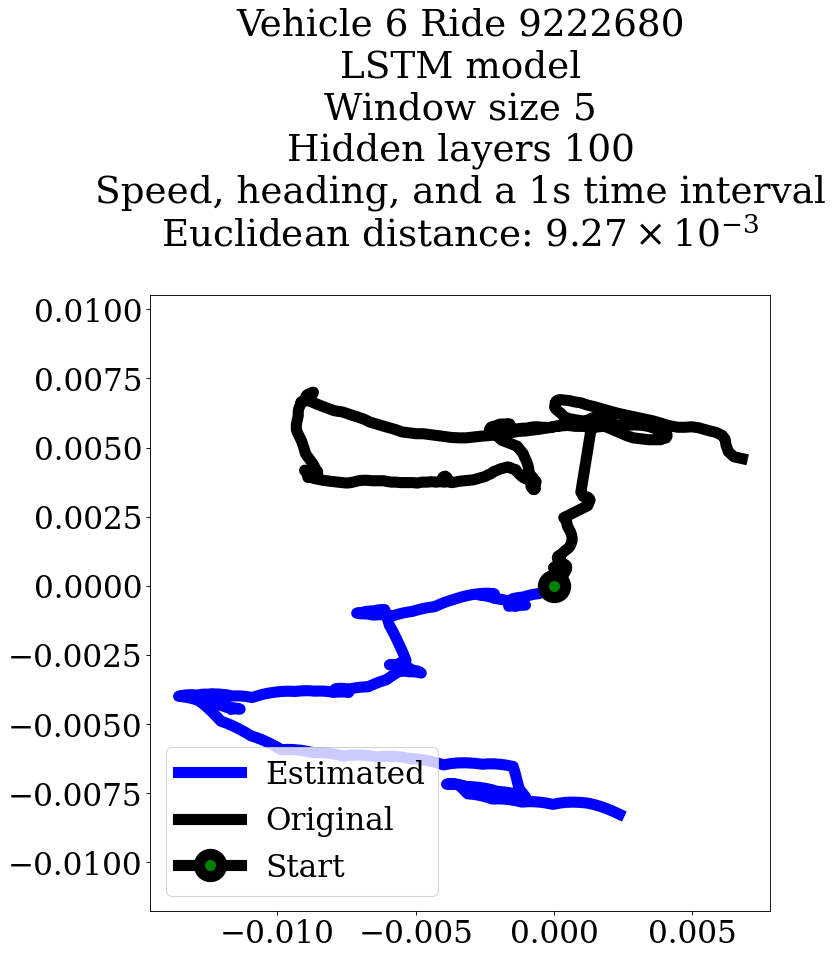 Vehicle 6 Ride 9222680
LSTM model
Window size 5
Hidden layers 100
Speed, heading, and a 1s time interval
Euclidean distance: 9.27 × 10⁻³
0.0100
0.0075
0.0050
0.0025
0.0000
−0.0025
−0.0050
−0.0075
−0.0100
Estimated
Original
Start
−0.010 −0.005 0.000 0.005